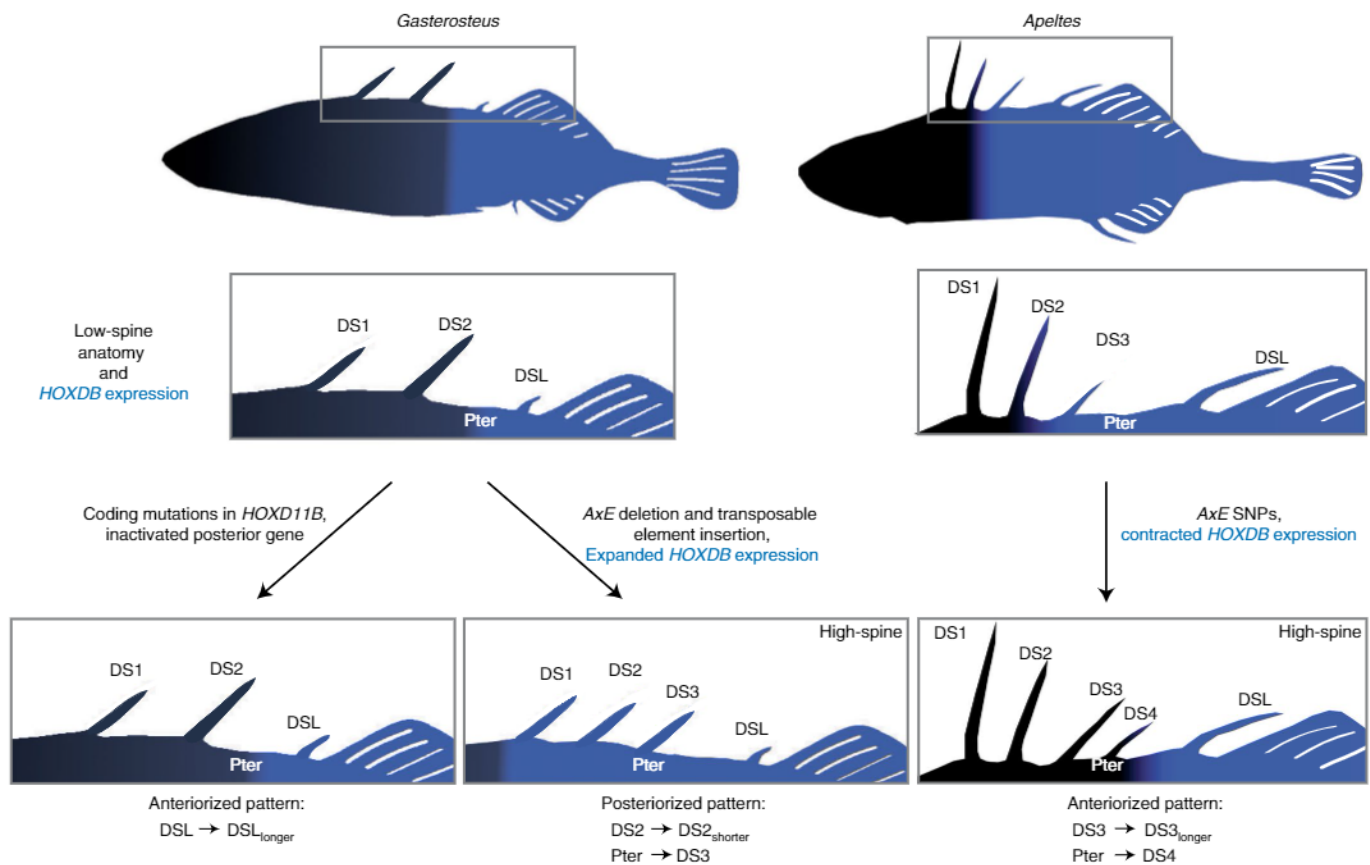 Gasterosteus
Apeltes
Low-spine
anatomy
and
HOXDB expression
DS1
DS2
DSL
Pter
DS1
DS2
DS3
DSL
Pter
Coding mutations in HOXD11B,
inactivated posterior gene
AxE deletion and transposable
element insertion,
Expanded HOXDB expression
AxE SNPs,
contracted HOXDB expression
DS1
DS2
DSL
Pter
High-spine
DS1
DS2
DS3
DSL
Pter
High-spine
DS1
DS2
DS3
DS4
DSL
Pter
Anteriorized pattern:
DSL → DSLlonger
Posteriorized pattern:
DS2 → DS2shorter
Pter → DS3
Anteriorized pattern:
DS3 → DS3longer
Pter → DS4